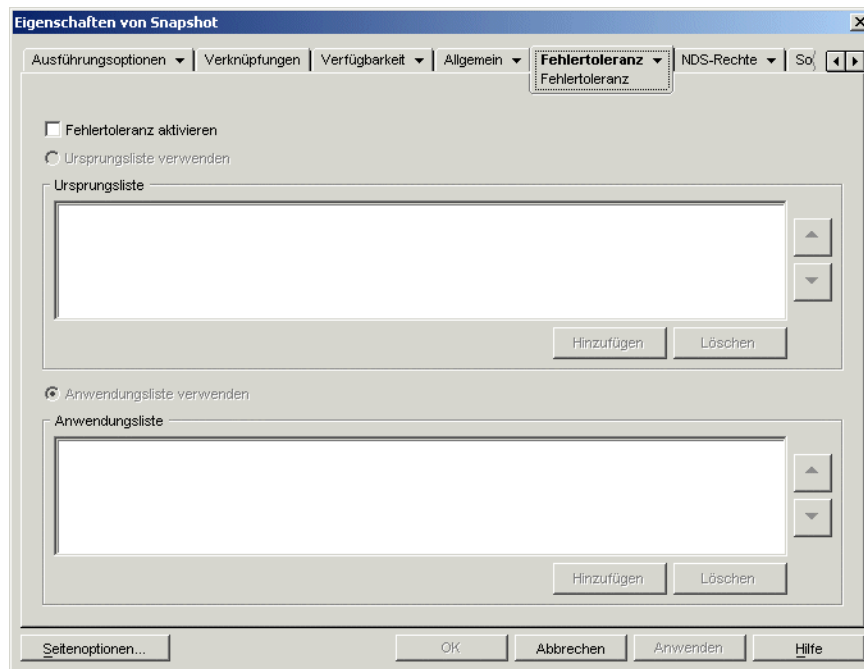 Eigenschaften von Snapshot
Ausführungsoptionen Verknüpfungen Verfügbarkeit Allgemein Fehlertoleranz NDS-Rechte
Fehlertoleranz
Fehlertoleranz aktivieren
Ursprungsliste verwenden
Ursprungsliste
Hinzufügen Löschen
Anwendungsliste verwenden
Anwendungsliste
Hinzufügen Löschen
Seitenoptionen... OK Abbrechen Anwenden Hilfe